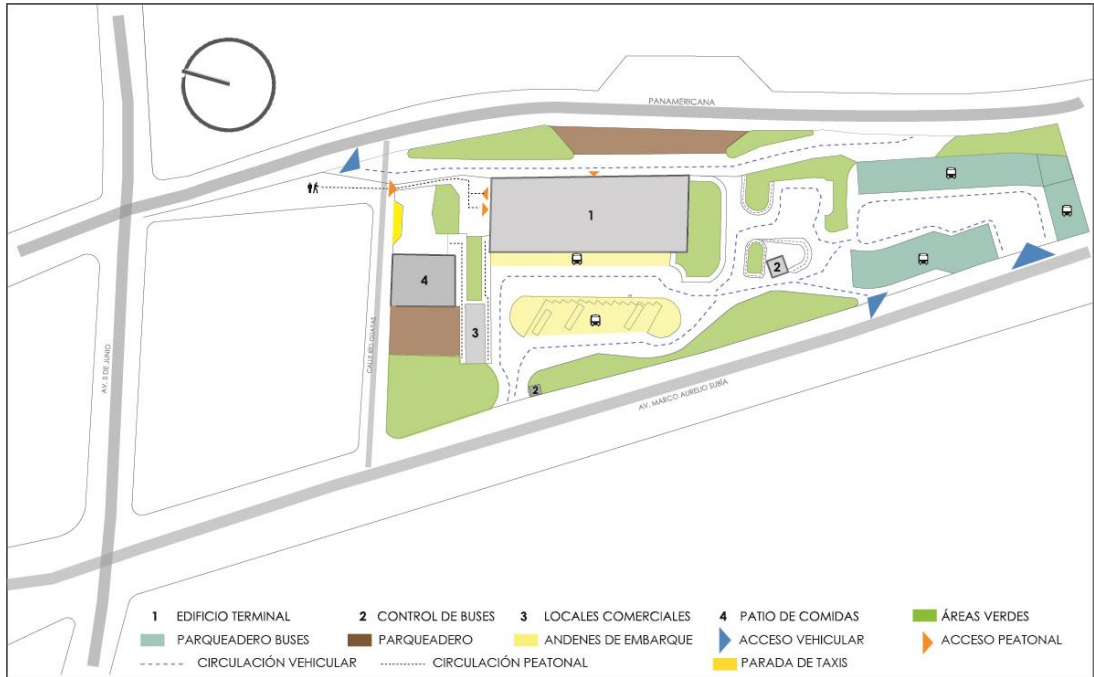 PANAMERICANA
1
2
4
3
2
AV. 5 DE JUNIO
CALLE RÍO GUAYAS
AV. MARCO AURELIO SUBÍA
1 EDIFICIO TERMINAL
2 CONTROL DE BUSES
3 LOCALES COMERCIALES
4 PATIO DE COMIDAS
ÁREAS VERDES
PARQUEADERO BUSES
PARQUEADERO
ANDENES DE EMBARQUE
ACCESO VEHICULAR
ACCESO PEATONAL
CIRCULACIÓN VEHICULAR
CIRCULACIÓN PEATONAL
PARADA DE TAXIS